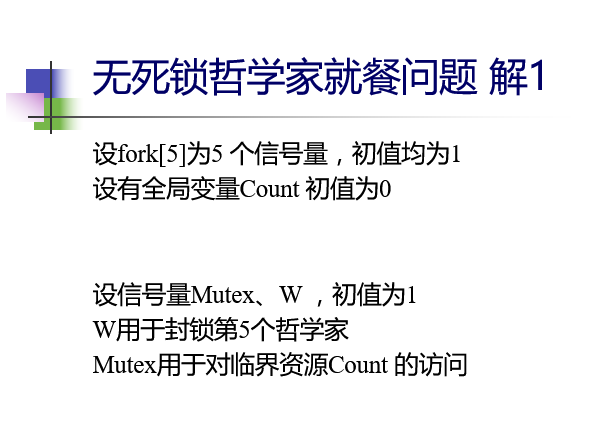 无死锁哲学家就餐问题 解1
设fork[5]为5 个信号量，初值均为1
设有全局变量Count 初值为0
设信号量Mutex、W ，初值为1
W用于封锁第5个哲学家
Mutex用于对临界资源Count 的访问